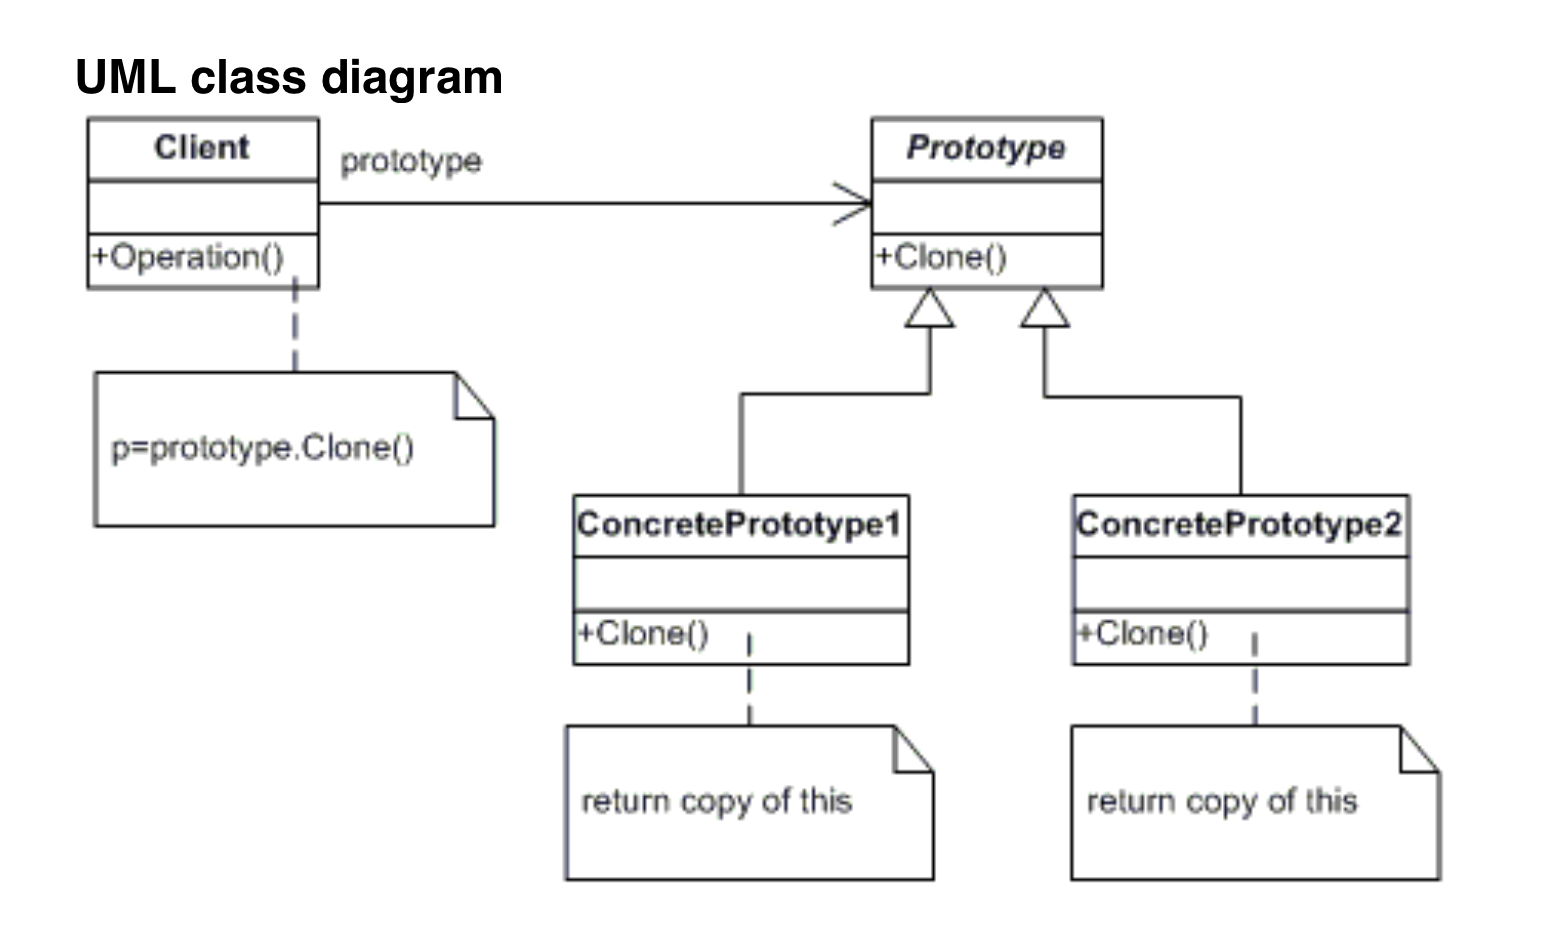 UML class diagram
Client
prototype
Prototype
+Operation()
+Clone()
p=prototype.Clone()
ConcretePrototype1
ConcretePrototype2
+Clone()
+Clone()
return copy of this
return copy of this